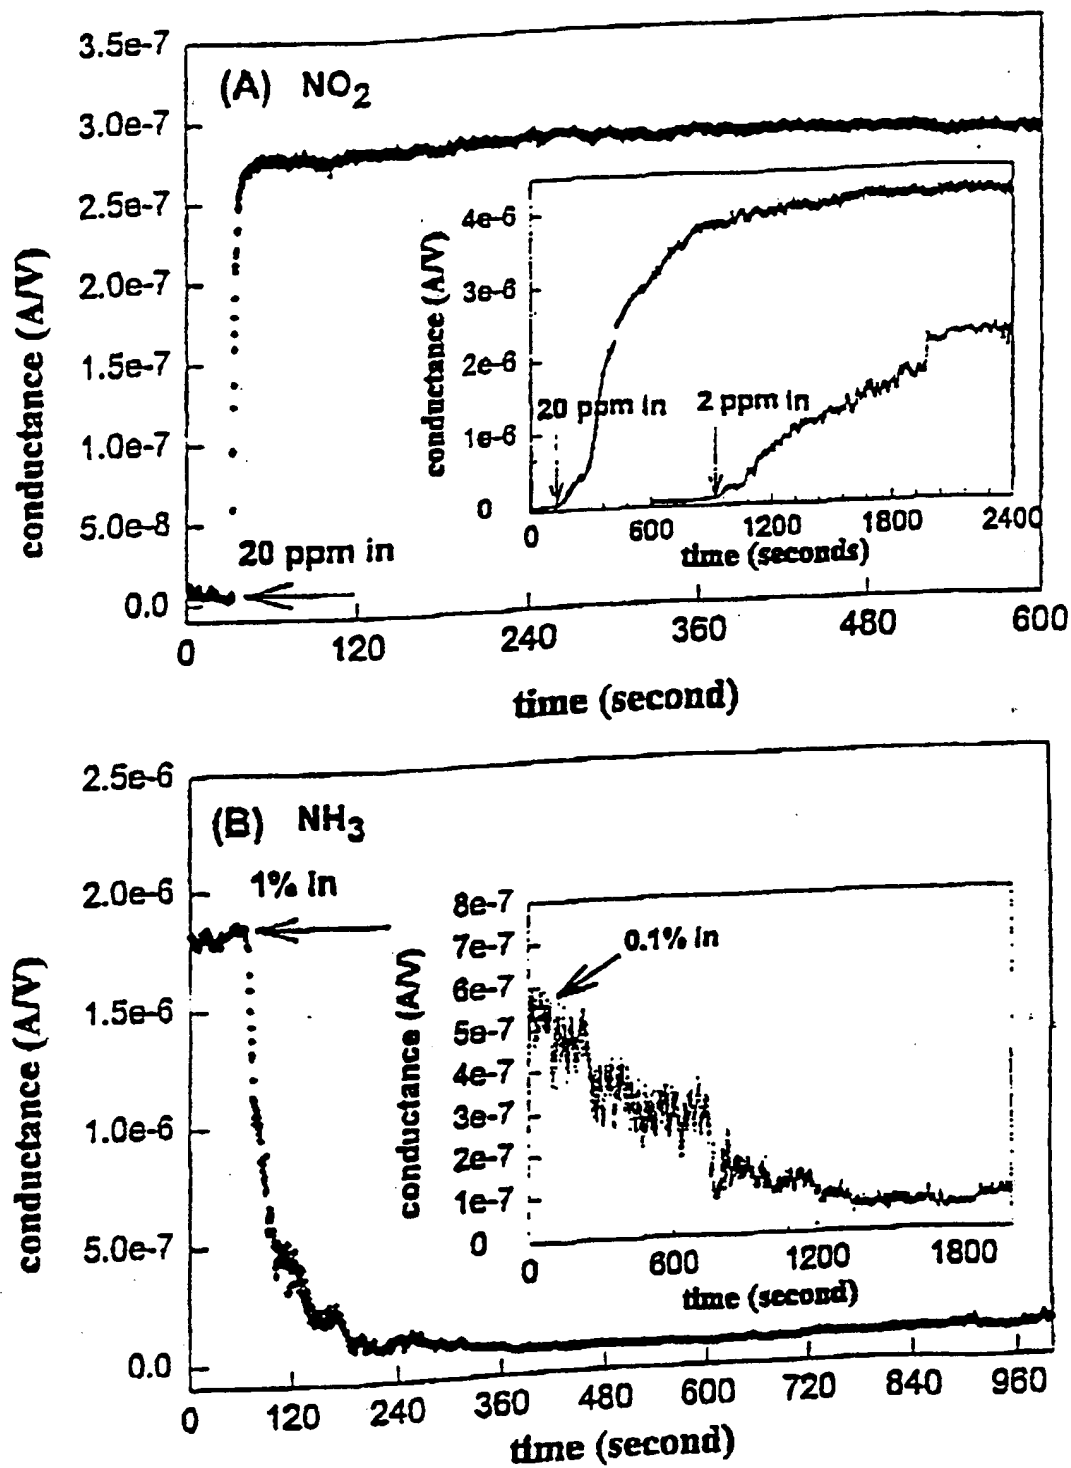 (A) NO2
3.5e-7
3.0e-7
2.5e-7
2.0e-7
1.5e-7
1.0e-7
5.0e-8
0.0
conductance (A/V)
20 ppm in
0 120 240 360 480 600
time (second)
4e-6
3e-6
2e-6
1e-6
0
conductance (A/V)
20 ppm in 2 ppm in
0 600 1200 1800 2400
time (seconds)
(B) NH3
2.5e-6
2.0e-6
1.5e-6
1.0e-6
5.0e-7
0.0
conductance (A/V)
1% in
0 120 240 360 480 600 720 840 960
time (second)
8e-7
7e-7
6e-7
5e-7
4e-7
3e-7
2e-7
1e-7
0
conductance (A/V)
0.1% in
0 600 1200 1800
time (second)